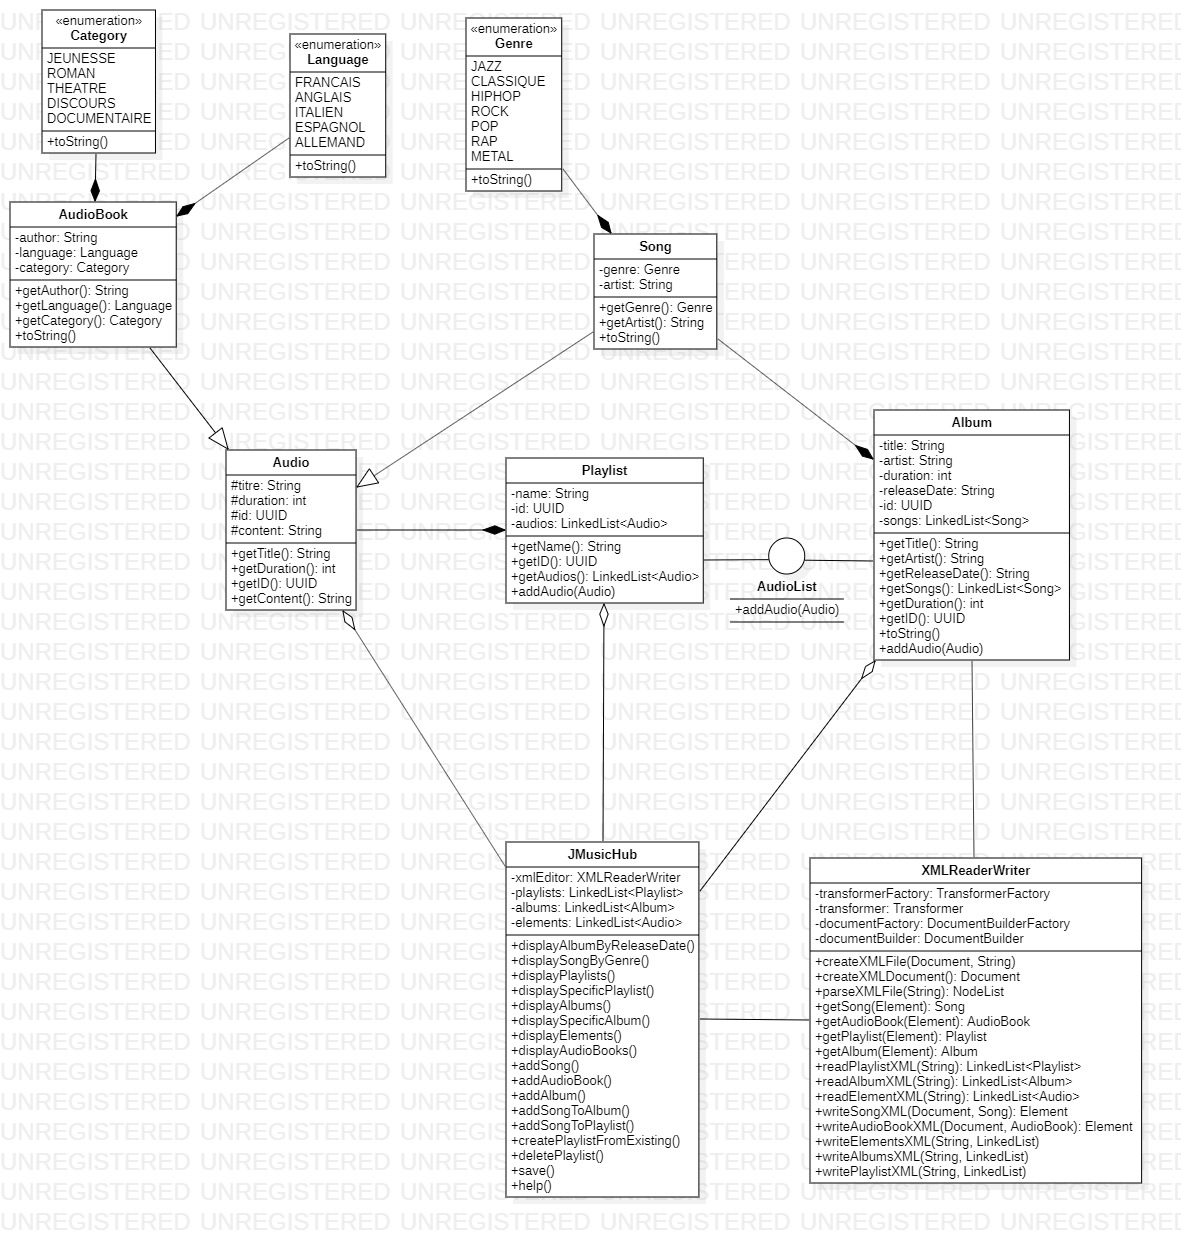 «enumeration»
Category
JEUNESSE
ROMAN
THEATRE
DISCOURS
DOCUMENTAIRE
+toString()
«enumeration»
Language
FRANCAIS
ANGLAIS
ITALIEN
ESPAGNOL
ALLEMAND
+toString()
«enumeration»
Genre
JAZZ
CLASSIQUE
HIPHOP
ROCK
POP
RAP
METAL
+toString()
AudioBook
-author: String
-language: Language
-category: Category
+getAuthor(): String
+getLanguage(): Language
+getCategory(): Category
+toString()
Song
-genre: Genre
-artist: String
+getGenre(): Genre
+getArtist(): String
+toString()
Audio
#titre: String
#duration: int
#id: UUID
#content: String
+getTitle(): String
+getDuration(): int
+getID(): UUID
+getContent(): String
Playlist
-name: String
-id: UUID
-audios: LinkedList<Audio>
+getName(): String
+getID(): UUID
+getAudios(): LinkedList<Audio>
+addAudio(Audio)
AudioList
+addAudio(Audio)
Album
-title: String
-artist: String
-duration: int
-releaseDate: String
-id: UUID
-songs: LinkedList<Song>
+getTitle(): String
+getArtist(): String
+getReleaseDate(): String
+getSongs(): LinkedList<Song>
+getDuration(): int
+getID(): UUID
+toString()
+addAudio(Audio)
JMusicHub
-xmlEditor: XMLReaderWriter
-playlists: LinkedList<Playlist>
-albums: LinkedList<Album>
-elements: LinkedList<Audio>
+displayAlbumByReleaseDate()
+displaySongByGenre()
+displayPlaylists()
+displaySpecificPlaylist()
+displayAlbums()
+displaySpecificAlbum()
+displayElements()
+displayAudioBooks()
+addSong()
+addAudioBook()
+addAlbum()
+addSongToAlbum()
+addSongToPlaylist()
+createPlaylistFromExisting()
+deletePlaylist()
+save()
+help()
XMLReaderWriter
-transformerFactory: TransformerFactory
-transformer: Transformer
-documentFactory: DocumentBuilderFactory
-documentBuilder: DocumentBuilder
+createXMLFile(Document, String)
+createXMLDocument(): Document
+parseXMLFile(String): NodeList
+getSong(Element): Song
+getAudioBook(Element): AudioBook
+getPlaylist(Element): Playlist
+getAlbum(Element): Album
+readPlaylistXML(String): LinkedList<Playlist>
+readAlbumXML(String): LinkedList<Album>
+readElementXML(String): LinkedList<Audio>
+writeSongXML(Document, Song): Element
+writeAudioBookXML(Document, AudioBook): Element
+writeElementsXML(String, LinkedList)
+writeAlbumsXML(String, LinkedList)
+writePlaylistXML(String, LinkedList)